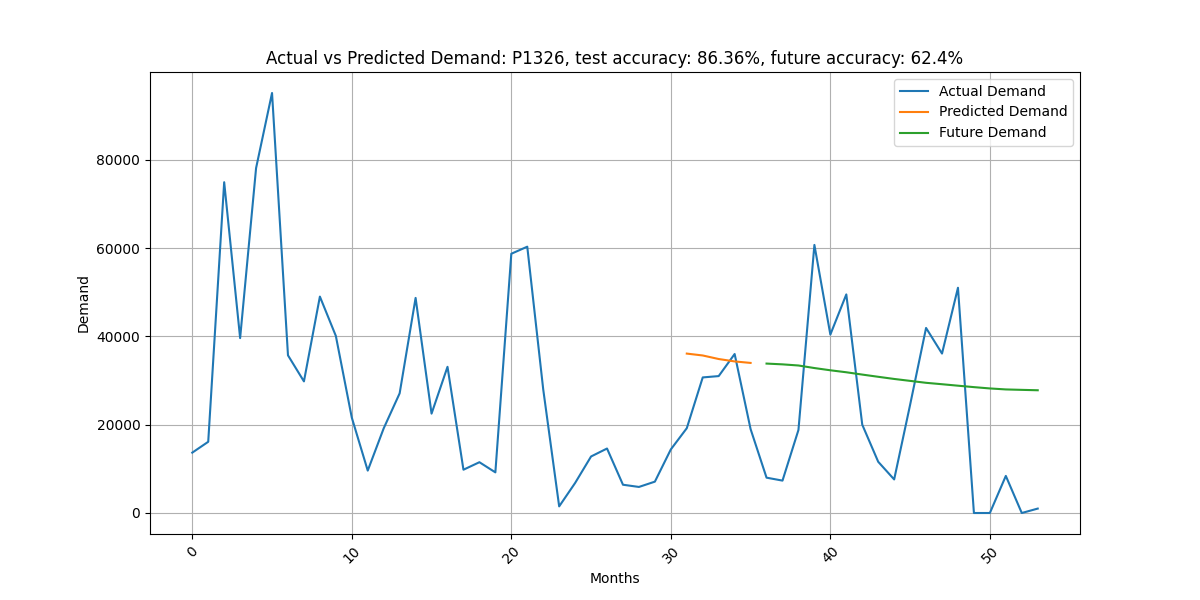 Actual vs Predicted Demand: P1326, test accuracy: 86.36%, future accuracy: 62.4%
Actual Demand
Predicted Demand
Future Demand
80000
60000
40000
20000
0
Demand
0 10 20 30 40 50
Months